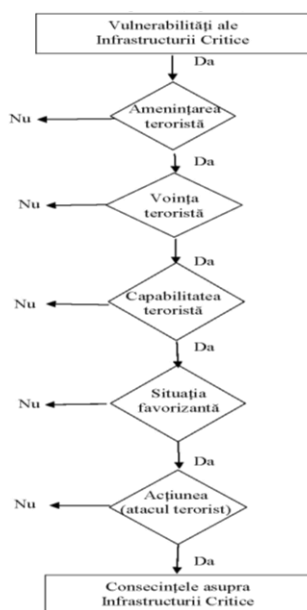 Vulnerabilități ale
Infrastructurii Critice
Da
Amenințarea
teroristă
Nu
Da
Voința
teroristă
Nu
Da
Capabilitatea
teroristă
Nu
Da
Situația
favorizantă
Nu
Da
Acțiunea
(atacul terorist)
Nu
Da
Consecințele asupra
Infrastructurii Critice